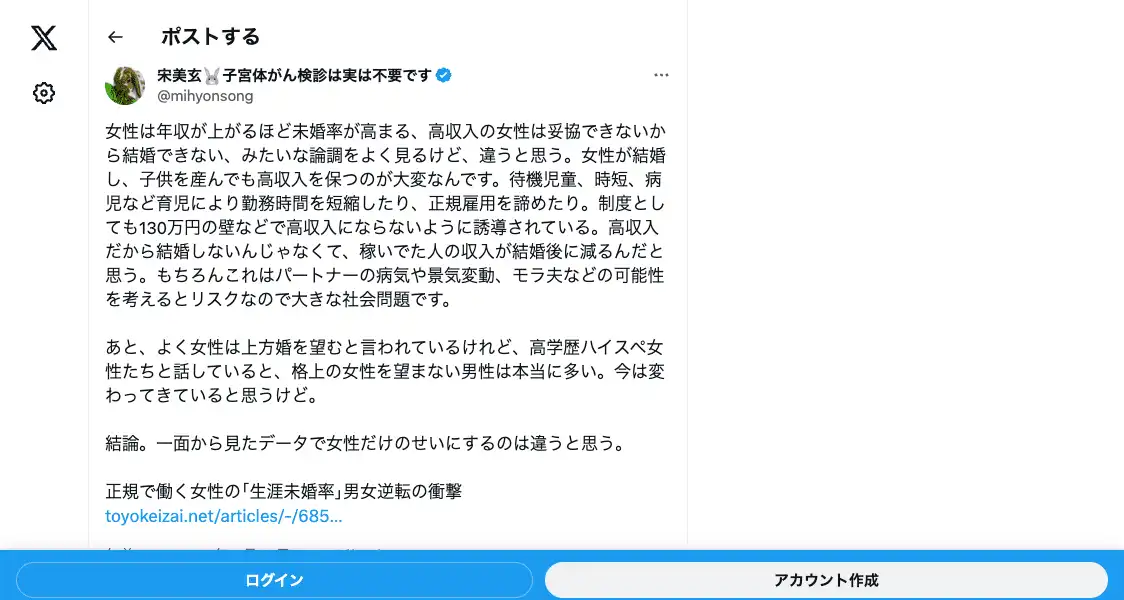 ポストする
宋美玄🐰子宮体がん検診は実は不要です
@mihyonsong
女性は年収が上がるほど未婚率が高まる、高収入の女性は妥協できないか
ら結婚できない、みたいな論調をよく見るけど、違うと思う。女性が結婚
し、子供を産んでも高収入を保つのが大変なんです。待機児童、時短、病
児など育児により勤務時間を短縮したり、正規雇用を諦めたり。制度とし
ても130万円の壁などで高収入にならないように誘導されている。高収入
だから結婚しないんじゃなくて、稼いでた人の収入が結婚後に減るんだと
思う。もちろんこれはパートナーの病気や景気変動、モラ夫などの可能性
を考えるとリスクなので大きな社会問題です。
あと、よく女性は上方婚を望むと言われているけれど、高学歴ハイスペ女
性たちと話していると、格上の女性を望まない男性は本当に多い。今は変
わってきていると思うけど。
結論。一面から見たデータで女性だけのせいにするのは違うと思う。
正規で働く女性の「生涯未婚率」男女逆転の衝撃
toyokeizai.net/articles/-/685...
ログイン
アカウント作成